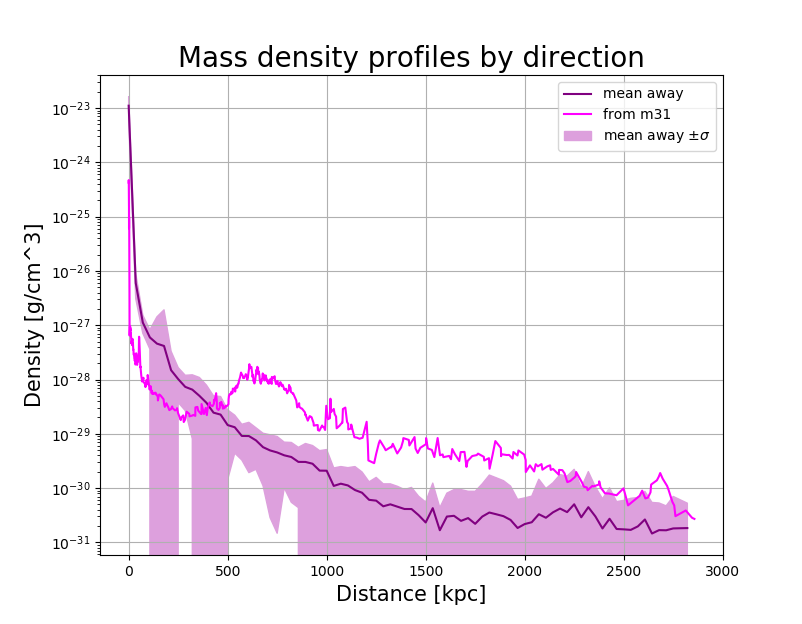 Mass density profiles by direction
mean away
from m31
mean away ±σ
Density [g/cm^3]
10⁻²³
10⁻²⁴
10⁻²⁵
10⁻²⁶
10⁻²⁷
10⁻²⁸
10⁻²⁹
10⁻³⁰
10⁻³¹
0 500 1000 1500 2000 2500 3000
Distance [kpc]